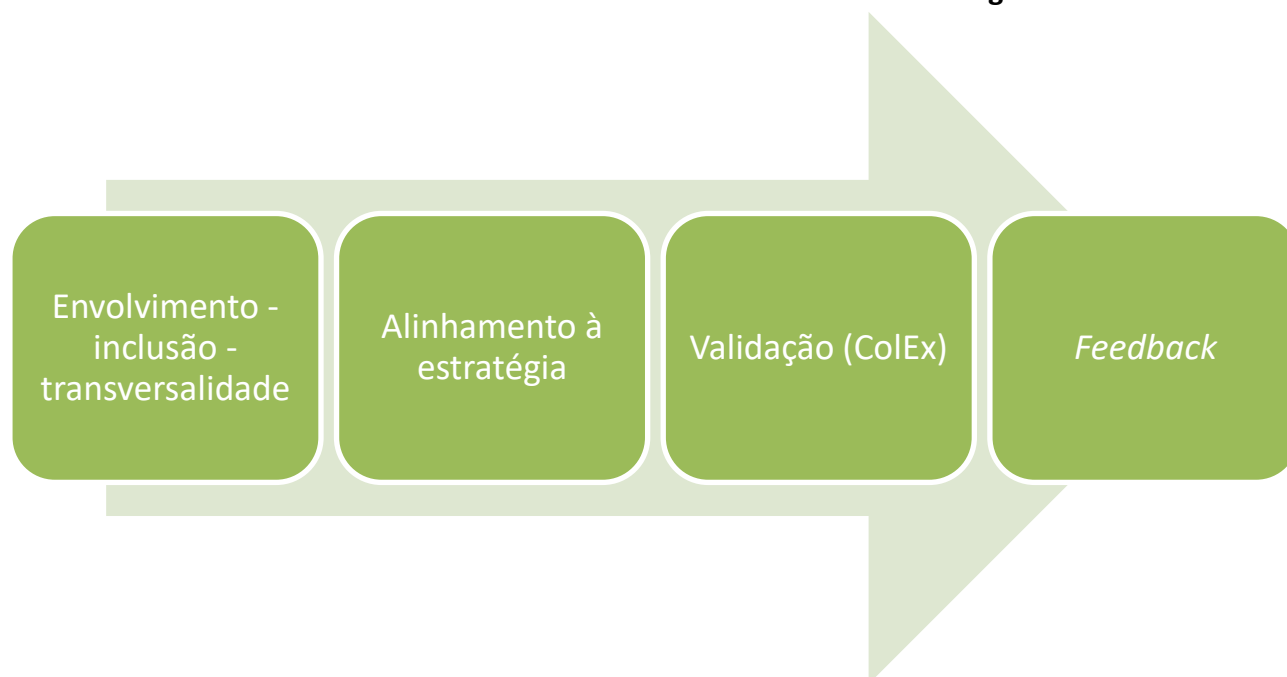 Envolvimento -
inclusão -
transversalidade
Alinhamento à
estratégia
Validação (ColEx)
Feedback